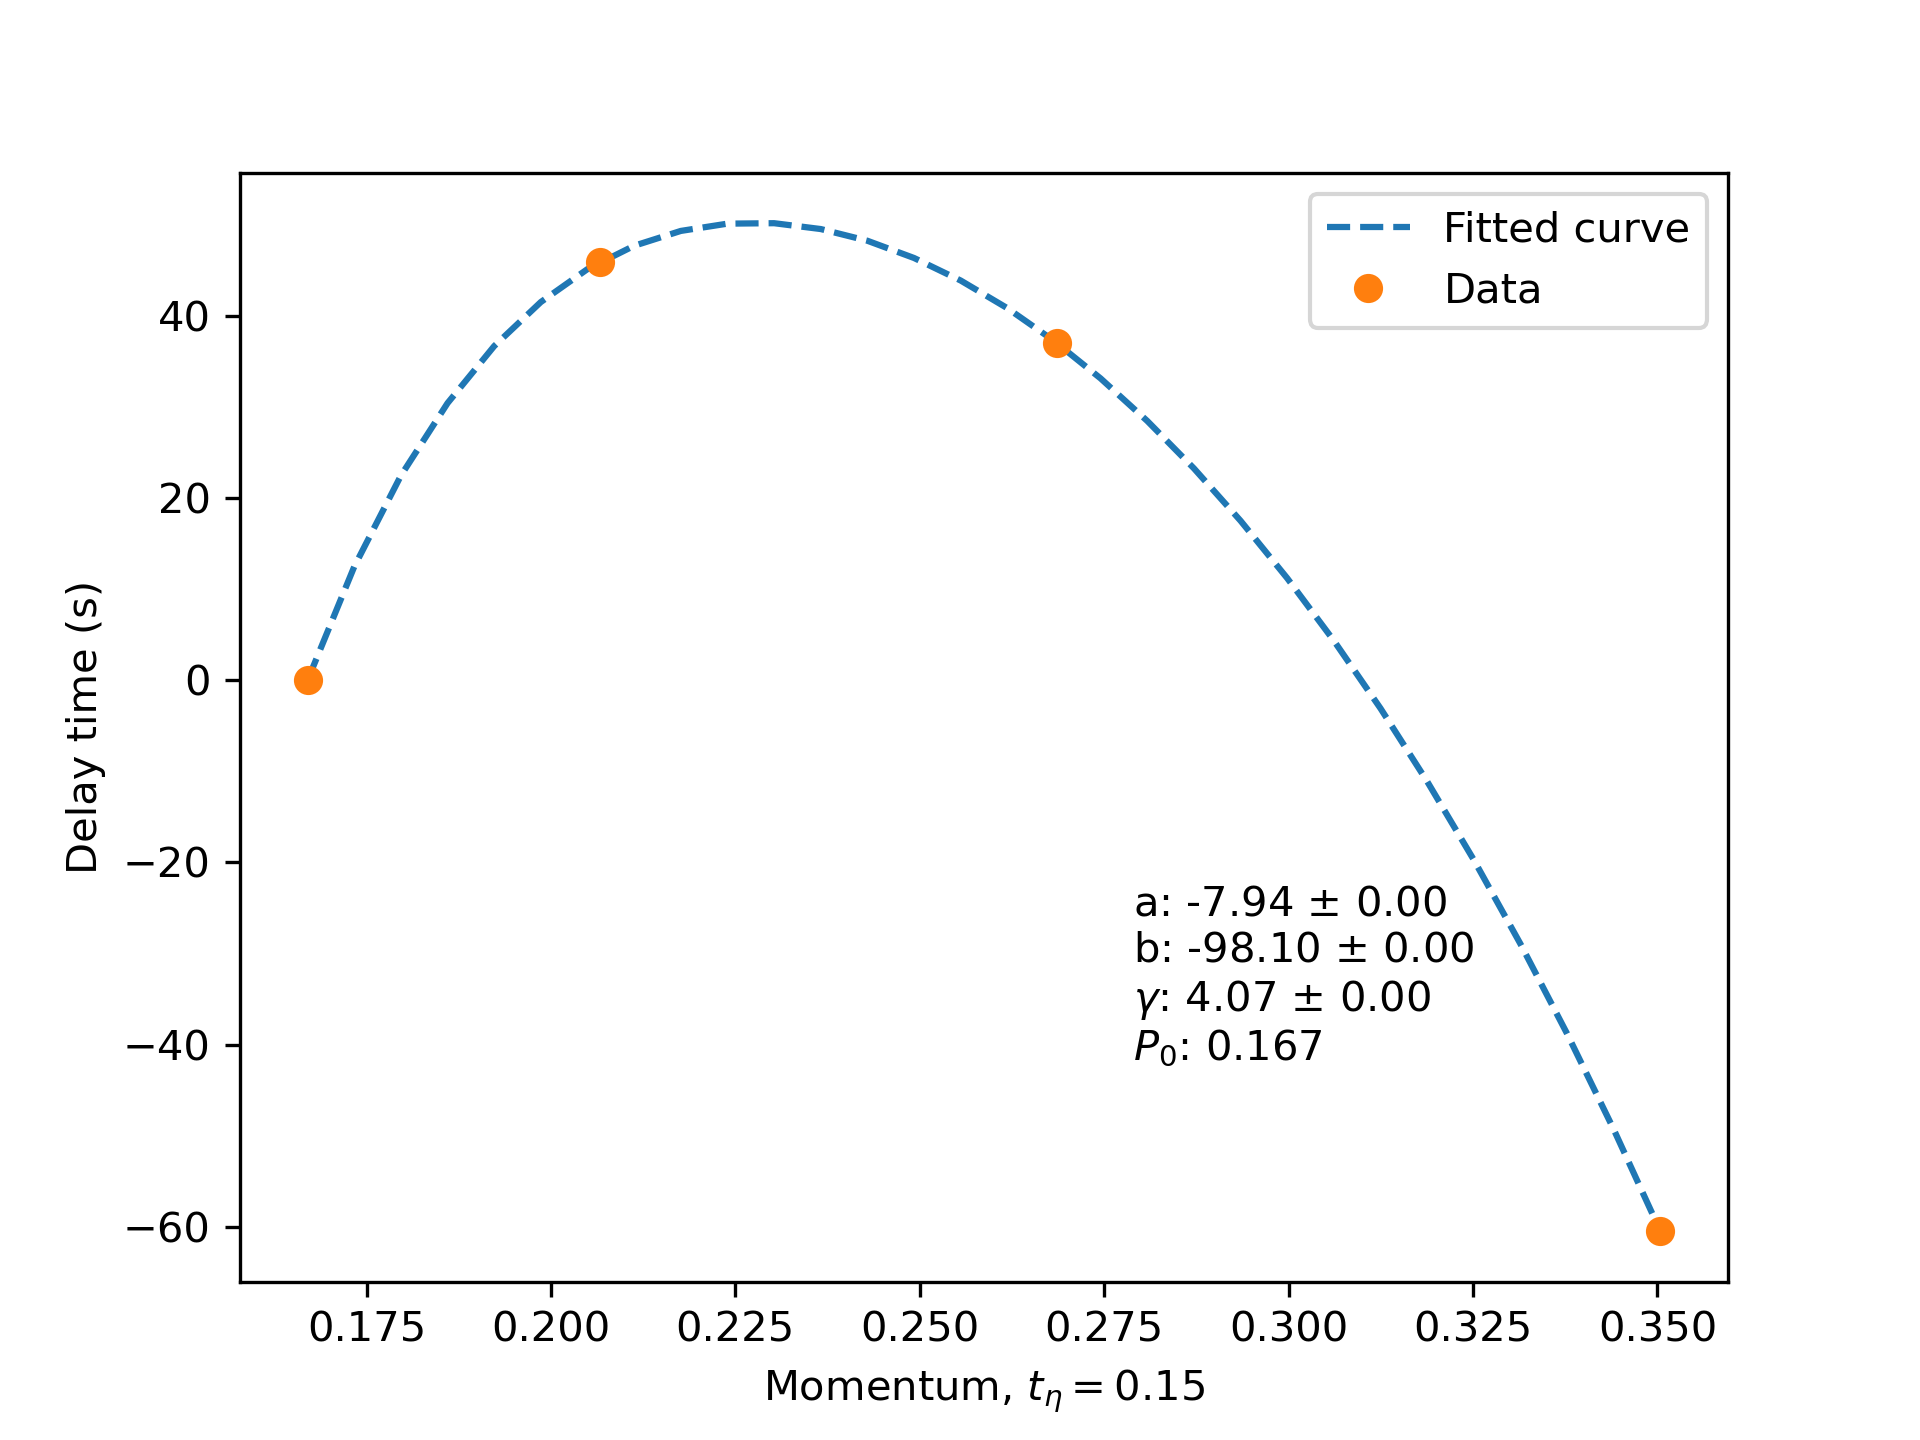 Fitted curve
Data
40
20
0
−20
−40
−60
Delay time (s)
a: -7.94 ± 0.00
b: -98.10 ± 0.00
γ: 4.07 ± 0.00
P₀: 0.167
0.175 0.200 0.225 0.250 0.275 0.300 0.325 0.350
Momentum, tη = 0.15